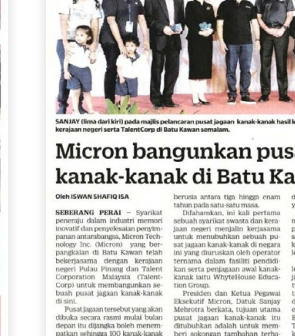 SANJAY (lima dari kiri) pada majlis pelancaran pusat jagaan kanak-kanak hasil k
kerajaan negeri serta TalentCorp di Batu Kawan semalam.
Micron bangunkan pus
kanak-kanak di Batu Ka
Oleh ISWAN SHAFIQ ISA
SEBERANG PERAI – Syarikat
peneraju dalam industri memori
inovatif dan penyelesaian penyim-
panan antarabangsa, Micron Tech-
nology Inc. (Micron) yang ber-
pangkalan di Batu Kawan telah
bekerjasama dengan kerajaan
negeri Pulau Pinang dan Talent
Corporation Malaysia (Talent-
Corp) untuk membangunkan se-
buah pusat jagaan kanak-kanak
di sini.
Pusat jagaan tersebut yang akan
dibuka secara rasmi mulai bulan
depan itu dijangka boleh menem-
patkan sehingga 100 kanak-kanak
berusia antara tiga hingga enam
tahun pada satu-satu masa.
Difahamkan, ini kali pertama
sebuah syarikat swasta dan kera-
jaan negeri menjalin kerjasama
untuk menubuhkan sebuah pu-
sat jagaan kanak-kanak di negara
ini yang diuruskan oleh operator
ternama dalam fasiliti pendidi-
kan serta penjagaan awal kanak-
kanak iaitu Whytehouse Educa-
tion Group.
Presiden dan Ketua Pegawai
Eksekutif Micron, Datuk Sanjay
Mehrotra berkata, tujuan utama
pusat jagaan kanak-kanak itu
ditubuhkan adalah untuk mem-
beri sokongan tambahan terha-